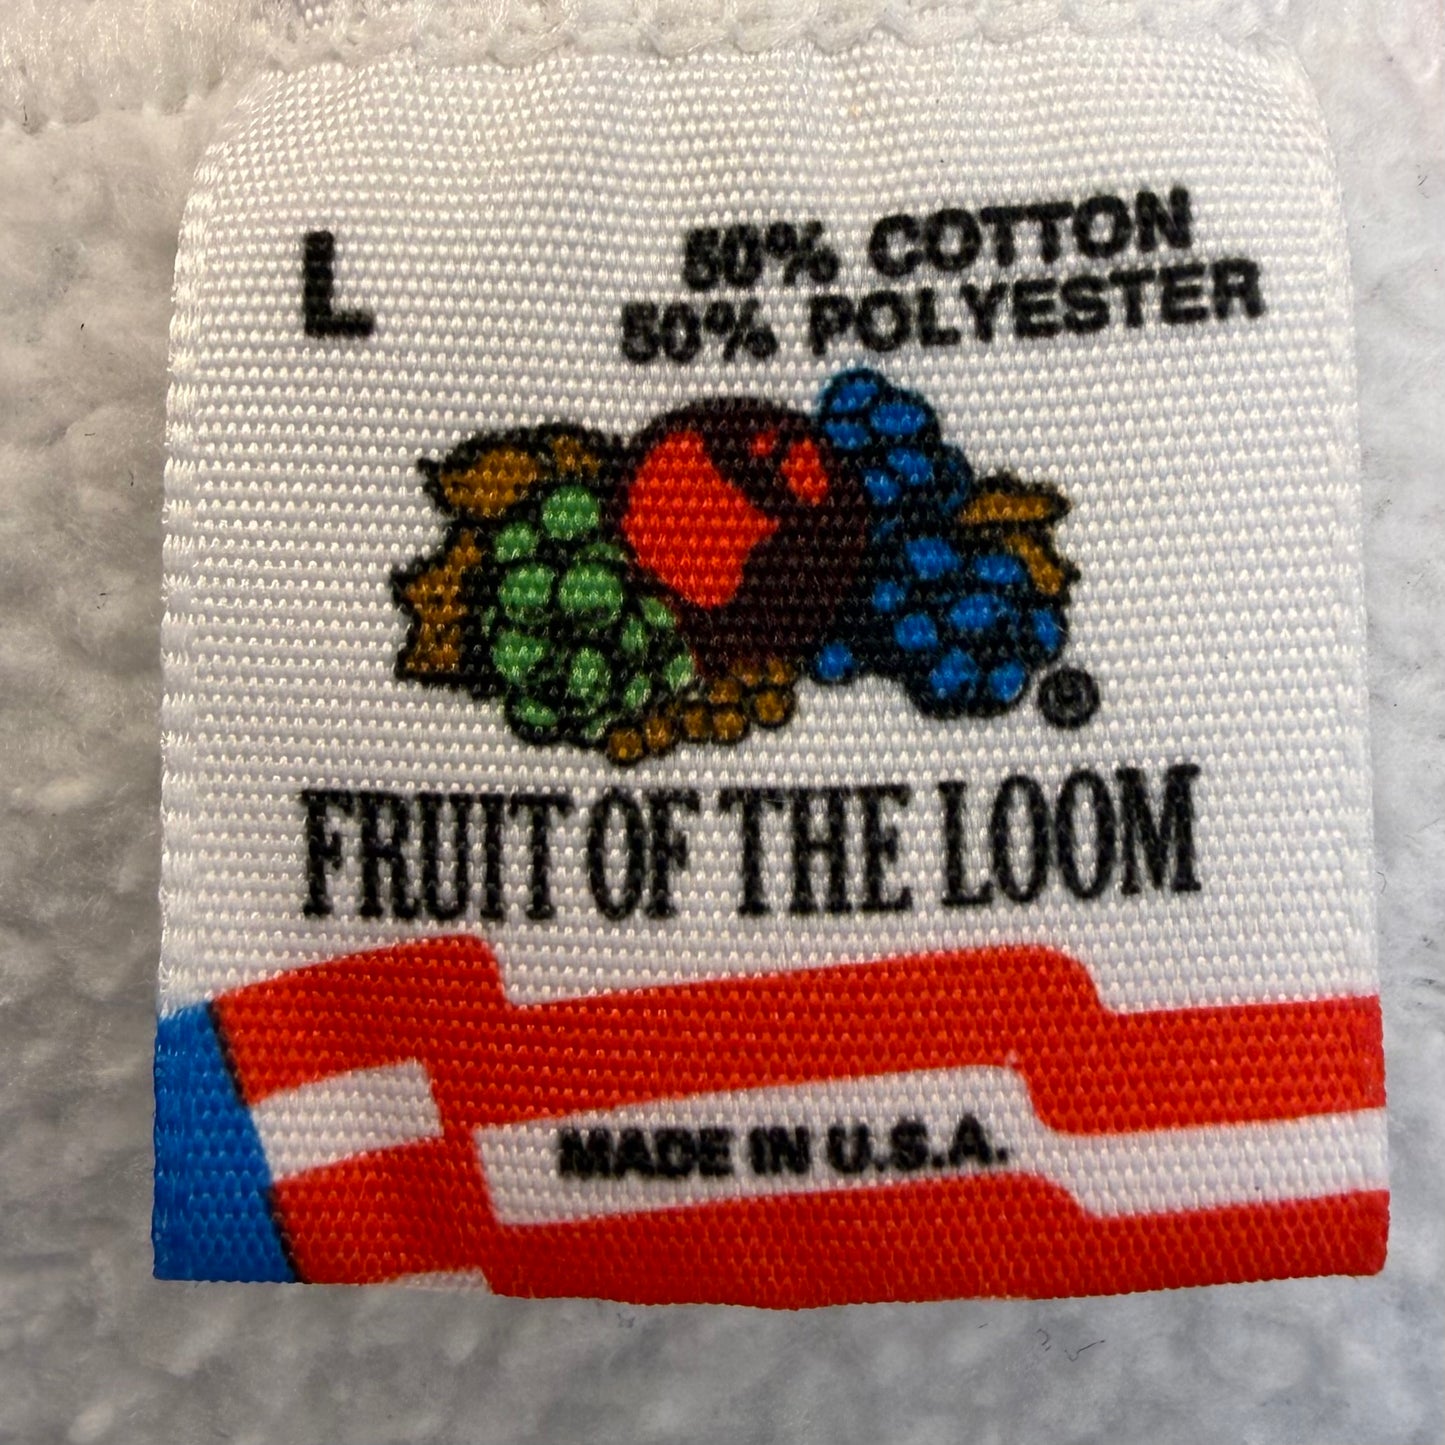 L
50% COTTON
50% POLYESTER
®
FRUIT OF THE LOOM
MADE IN U.S.A.